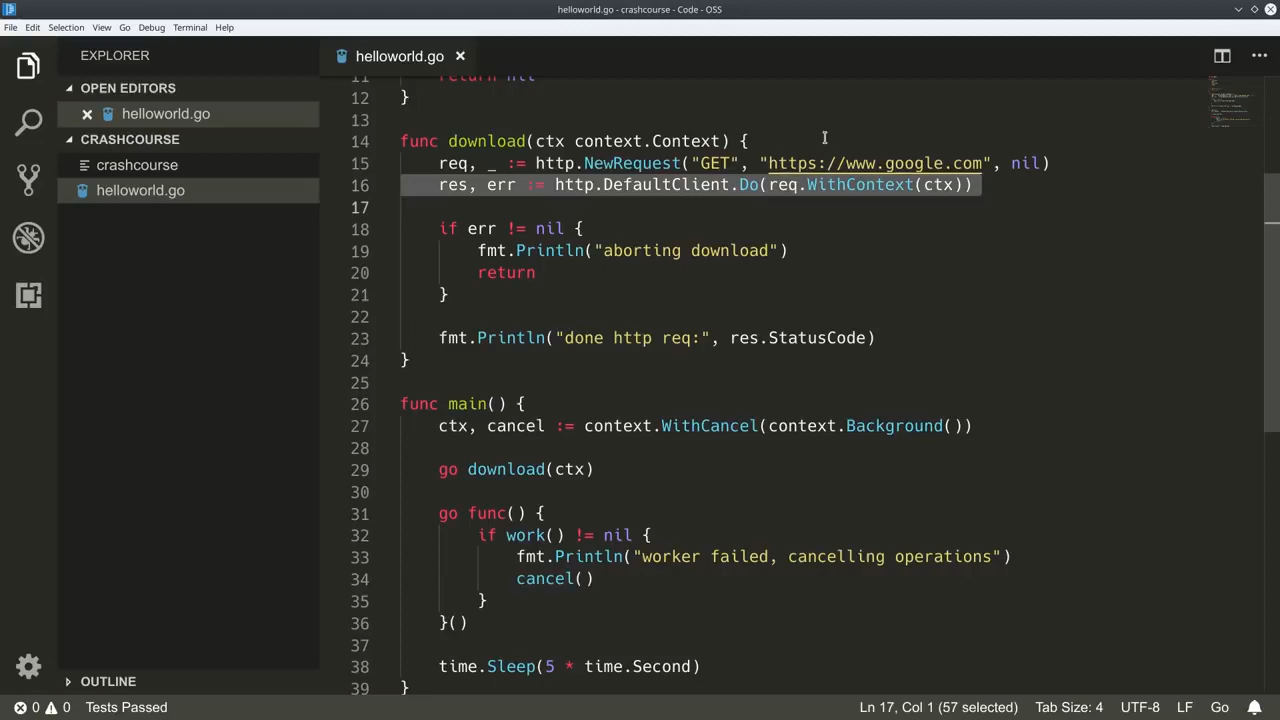 helloworld.go - crashcourse - Code - OSS
File Edit Selection View Go Debug Terminal Help
EXPLORER
OPEN EDITORS
helloworld.go
CRASHCOURSE
crashcourse
helloworld.go
OUTLINE
helloworld.go
11 return nil
12 }
13
14 func download(ctx context.Context) {
15 req, _ := http.NewRequest("GET", "https://www.google.com", nil)
16 res, err := http.DefaultClient.Do(req.WithContext(ctx))
17
18 if err != nil {
19 fmt.Println("aborting download")
20 return
21 }
22
23 fmt.Println("done http req:", res.StatusCode)
24 }
25
26 func main() {
27 ctx, cancel := context.WithCancel(context.Background())
28
29 go download(ctx)
30
31 go func() {
32 if work() != nil {
33 fmt.Println("worker failed, cancelling operations")
34 cancel()
35 }
36 }()
37
38 time.Sleep(5 * time.Second)
39 }
0 0 Tests Passed Ln 17, Col 1 (57 selected) Tab Size: 4 UTF-8 LF Go